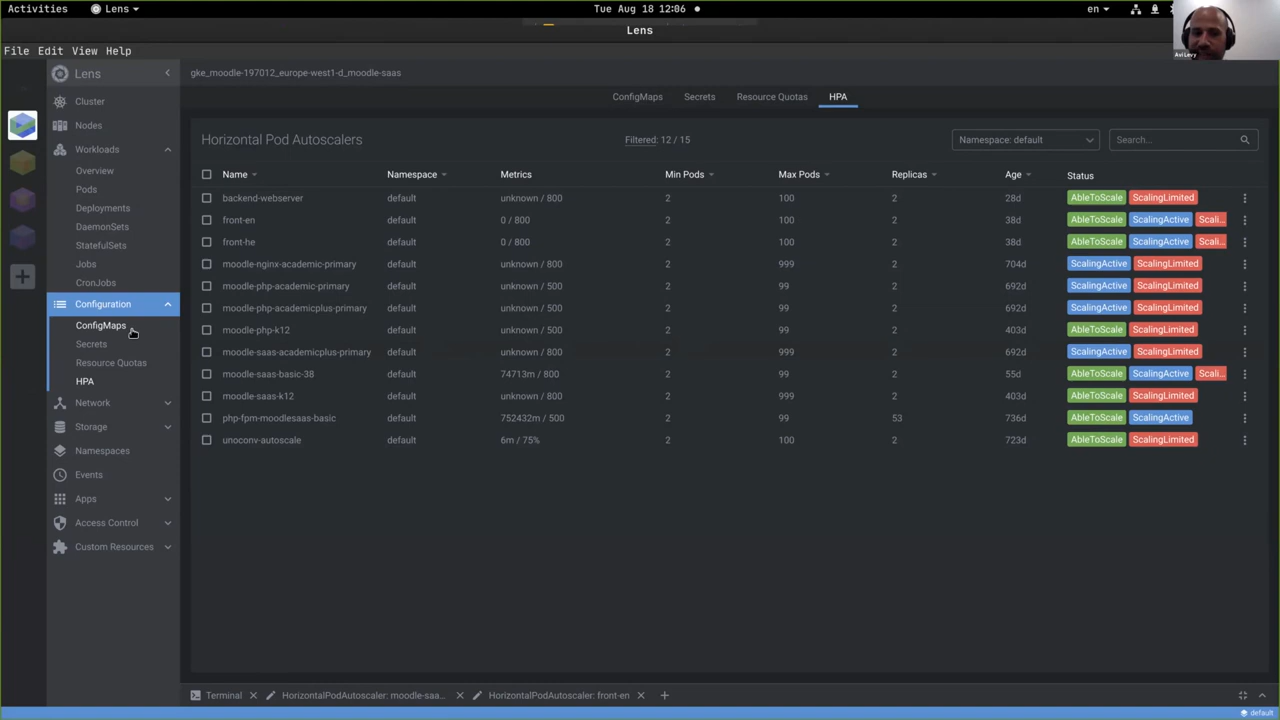 Activities Lens Tue Aug 18 12:06 en
Lens
File Edit View Help
Avi Levy
Lens gke_moodle-197012_europe-west1-d_moodle-saas
Cluster
Nodes
Workloads
Overview
Pods
Deployments
DaemonSets
StatefulSets
Jobs
CronJobs
Configuration
ConfigMaps
Secrets
Resource Quotas
HPA
Network
Storage
Namespaces
Events
Apps
Access Control
Custom Resources
ConfigMaps Secrets Resource Quotas HPA
Horizontal Pod Autoscalers Filtered: 12 / 15 Namespace: default Search...
Name Namespace Metrics Min Pods Max Pods Replicas Age Status
backend-webserver default unknown / 800 2 100 2 28d AbleToScale ScalingLimited
front-en default 0 / 800 2 100 2 38d AbleToScale ScalingActive Scali...
front-he default 0 / 800 2 100 2 38d AbleToScale ScalingActive Scali...
moodle-nginx-academic-primary default unknown / 800 2 999 2 704d ScalingActive ScalingLimited
moodle-php-academic-primary default unknown / 500 2 99 2 692d ScalingActive ScalingLimited
moodle-php-academicplus-primary default unknown / 500 2 99 2 692d ScalingActive ScalingLimited
moodle-php-k12 default unknown / 500 2 99 2 403d AbleToScale ScalingLimited
moodle-saas-academicplus-primary default unknown / 800 2 999 2 692d ScalingActive ScalingLimited
moodle-saas-basic-38 default 74713m / 800 2 99 2 55d AbleToScale ScalingActive Scali...
moodle-saas-k12 default unknown / 800 2 999 2 403d AbleToScale ScalingLimited
php-fpm-moodlesaas-basic default 752432m / 500 2 99 53 736d AbleToScale ScalingActive
unoconv-autoscale default 6m / 75% 2 100 2 723d AbleToScale ScalingLimited
Terminal HorizontalPodAutoscaler: moodle-saa... HorizontalPodAutoscaler: front-en
default